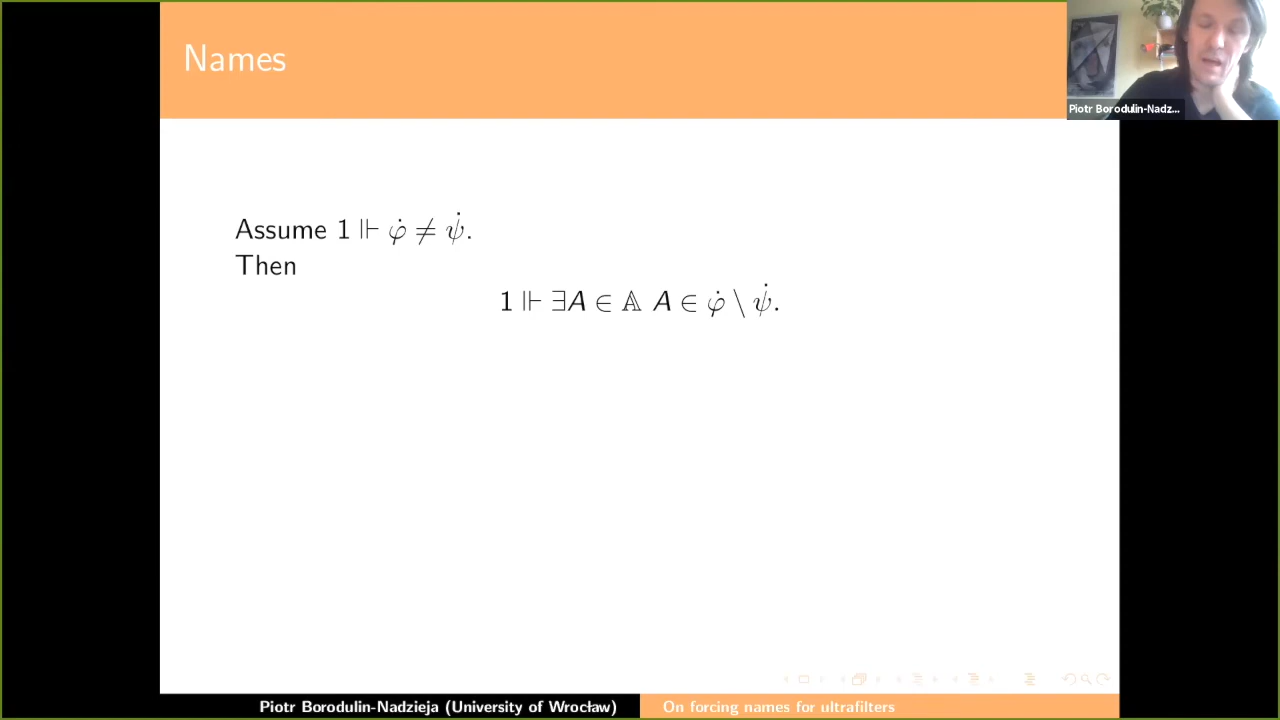 Names
Piotr Borodulin-Nadz...
Assume 1 ⊩ φ̇ ≠ ψ̇.
Then
1 ⊩ ∃A ∈ 𝔸 A ∈ φ̇ \ ψ̇.
Piotr Borodulin-Nadzieja (University of Wrocław)
On forcing names for ultrafilters